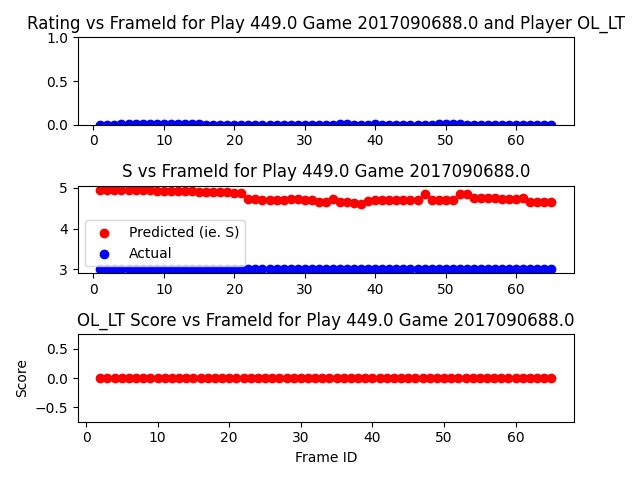 Rating vs FrameId for Play 449.0 Game 2017090688.0 and Player OL_LT
1.0
0.5
0.0
0 10 20 30 40 50 60
S vs FrameId for Play 449.0 Game 2017090688.0
5
4
3
Predicted (ie. S)
Actual
0 10 20 30 40 50 60
OL_LT Score vs FrameId for Play 449.0 Game 2017090688.0
0.5
0.0
−0.5
Score
0 10 20 30 40 50 60
Frame ID